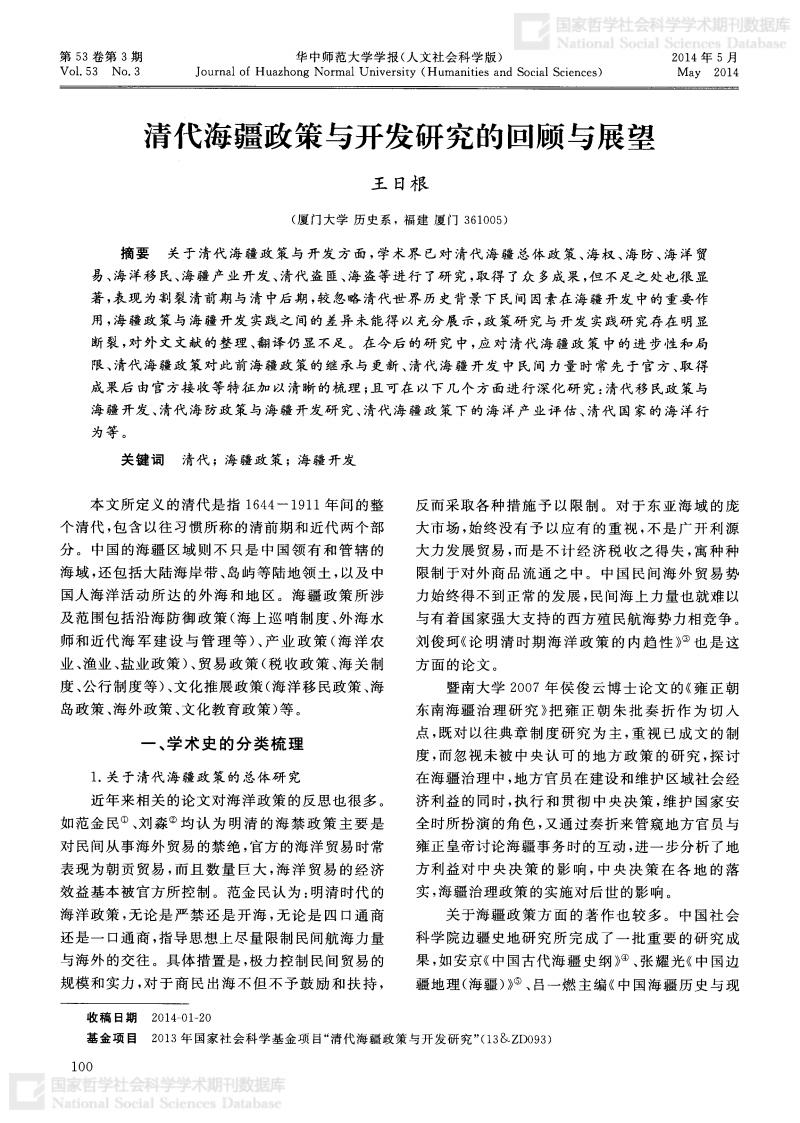 国家哲学社会科学学术期刊数据库
National Social Sciences Database
第 53 卷第 3 期
华中师范大学学报(人文社会科学版)
2014 年 5 月
Vol. 53 No. 3
Journal of Huazhong Normal University (Humanities and Social Sciences)
May 2014
清代海疆政策与开发研究的回顾与展望
王日根
(厦门大学 历史系,福建 厦门 361005)
摘要 关于清代海疆政策与开发方面,学术界已对清代海疆总体政策、海权、海防、海洋贸
易、海洋移民、海疆产业开发、清代盗匪、海盗等进行了研究,取得了众多成果,但不足之处也很显
著,表现为割裂清前期与清中后期,较忽略清代世界历史背景下民间因素在海疆开发中的重要作
用,海疆政策与海疆开发实践之间的差异未能得以充分展示,政策研究与开发实践研究存在明显
断裂,对外文文献的整理、翻译仍显不足。在今后的研究中,应对清代海疆政策中的进步性和局
限、清代海疆政策对此前海疆政策的继承与更新、清代海疆开发中民间力量时常先于官方、取得
成果后由官方接收等特征加以清晰的梳理;且可在以下几个方面进行深化研究:清代移民政策与
海疆开发、清代海防政策与海疆开发研究、清代海疆政策下的海洋产业评估、清代国家的海洋行
为等。
关键词 清代; 海疆政策; 海疆开发
本文所定义的清代是指 1644－1911 年间的整
个清代,包含以往习惯所称的清前期和近代两个部
分。中国的海疆区域则不只是中国领有和管辖的
海域,还包括大陆海岸带、岛屿等陆地领土,以及中
国人海洋活动所达的外海和地区。海疆政策所涉
及范围包括沿海防御政策(海上巡哨制度、外海水
师和近代海军建设与管理等)、产业政策(海洋农
业、渔业、盐业政策)、贸易政策(税收政策、海关制
度、公行制度等)、文化推展政策(海洋移民政策、海
岛政策、海外政策、文化教育政策)等。
一、学术史的分类梳理
1. 关于清代海疆政策的总体研究
近年来相关的论文对海洋政策的反思也很多。
如范金民①、刘淼②均认为明清的海禁政策主要是
对民间从事海外贸易的禁绝,官方的海洋贸易时常
表现为朝贡贸易,而且数量巨大,海洋贸易的经济
效益基本被官方所控制。范金民认为:明清时代的
海洋政策,无论是严禁还是开海,无论是四口通商
还是一口通商,指导思想上尽量限制民间航海力量
与海外的交往。具体措置是,极力控制民间贸易的
规模和实力,对于商民出海不但不予鼓励和扶持,
反而采取各种措施予以限制。对于东亚海域的庞
大市场,始终没有予以应有的重视,不是广开利源
大力发展贸易,而是不计经济税收之得失,寓种种
限制于对外商品流通之中。中国民间海外贸易势
力始终得不到正常的发展,民间海上力量也就难以
与有着国家强大支持的西方殖民航海势力相竞争。
刘俊珂《论明清时期海洋政策的内趋性》③也是这
方面的论文。
暨南大学 2007 年侯俊云博士论文的《雍正朝
东南海疆治理研究》把雍正朝朱批奏折作为切入
点,既对以往典章制度研究为主,重视已成文的制
度,而忽视未被中央认可的地方政策的研究,探讨
在海疆治理中,地方官员在建设和维护区域社会经
济利益的同时,执行和贯彻中央决策,维护国家安
全时所扮演的角色,又通过奏折来管窥地方官员与
雍正皇帝讨论海疆事务时的互动,进一步分析了地
方利益对中央决策的影响,中央决策在各地的落
实,海疆治理政策的实施对后世的影响。
关于海疆政策方面的著作也较多。中国社会
科学院边疆史地研究所完成了一批重要的研究成
果,如安京《中国古代海疆史纲》④、张耀光《中国边
疆地理(海疆)》⑤、吕一燃主编《中国海疆历史与现
收稿日期 2014-01-20
基金项目 2013 年国家社会科学基金项目“清代海疆政策与开发研究”(13&ZD093)
100
国家哲学社会科学学术期刊数据库
National Social Sciences Database